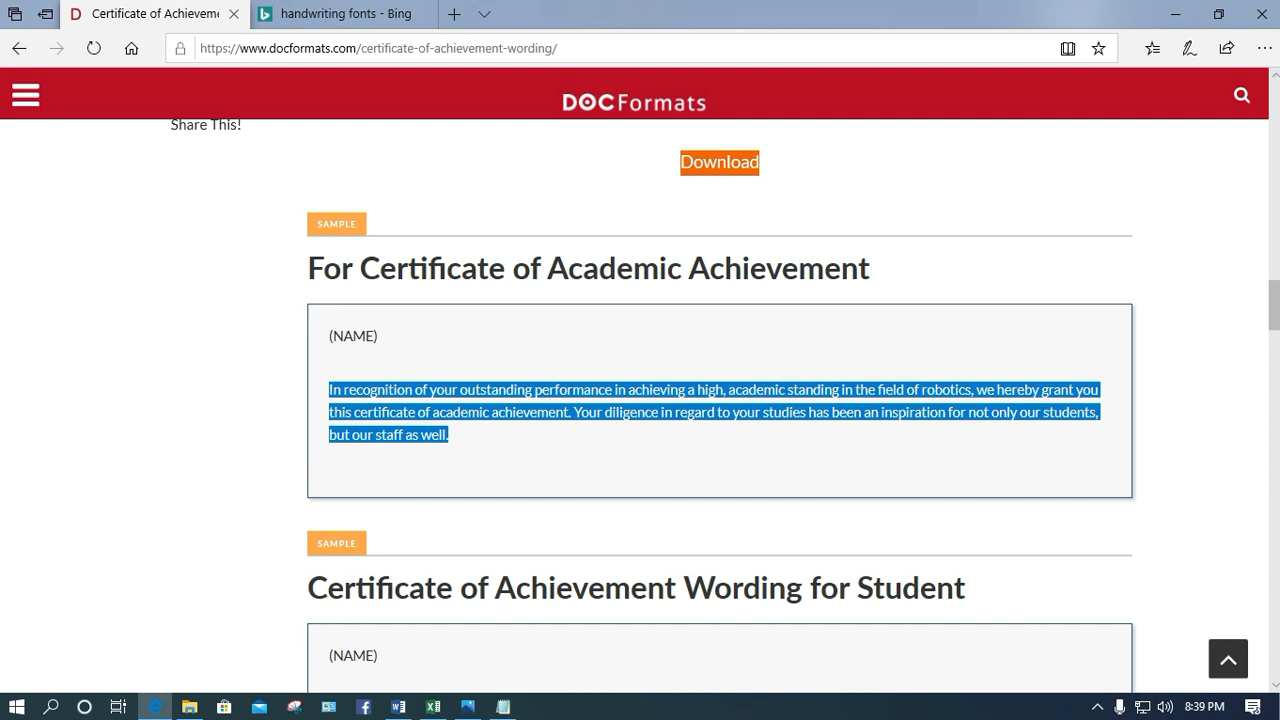 Certificate of Achievem
handwriting fonts - Bing
https://www.docformats.com/certificate-of-achievement-wording/
DOCFormats
Share This!
Download
SAMPLE
For Certificate of Academic Achievement
(NAME)
In recognition of your outstanding performance in achieving a high, academic standing in the field of robotics, we hereby grant you
this certificate of academic achievement. Your diligence in regard to your studies has been an inspiration for not only our students,
but our staff as well.
SAMPLE
Certificate of Achievement Wording for Student
(NAME)
8:39 PM